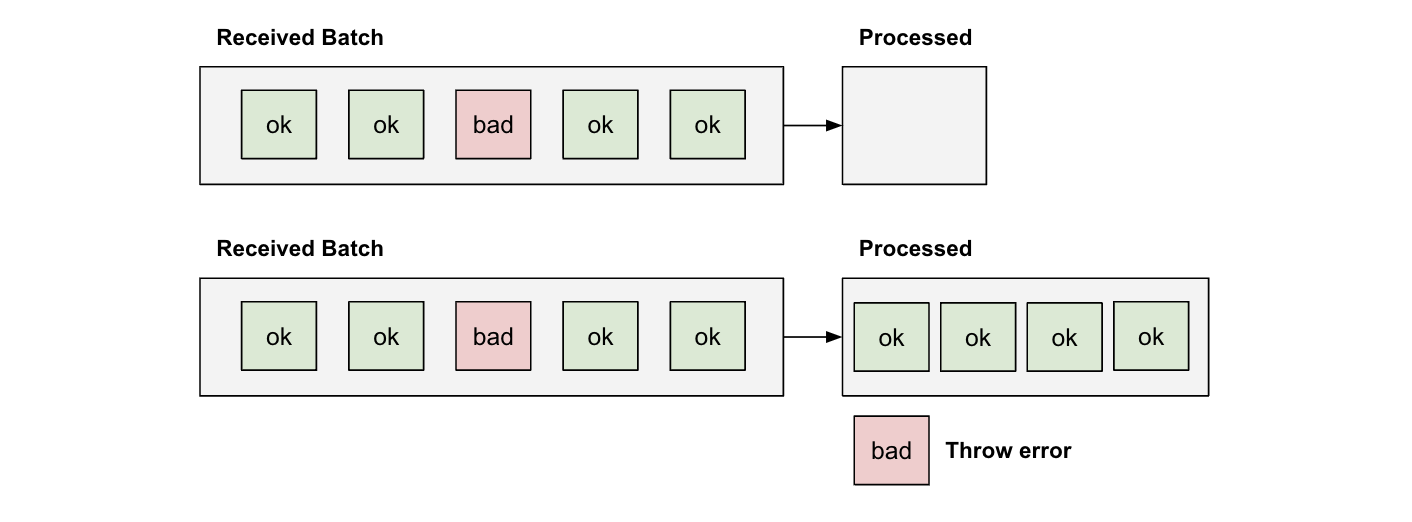 Received Batch Processed
ok ok bad ok ok
Received Batch Processed
ok ok bad ok ok ok ok ok ok
bad Throw error